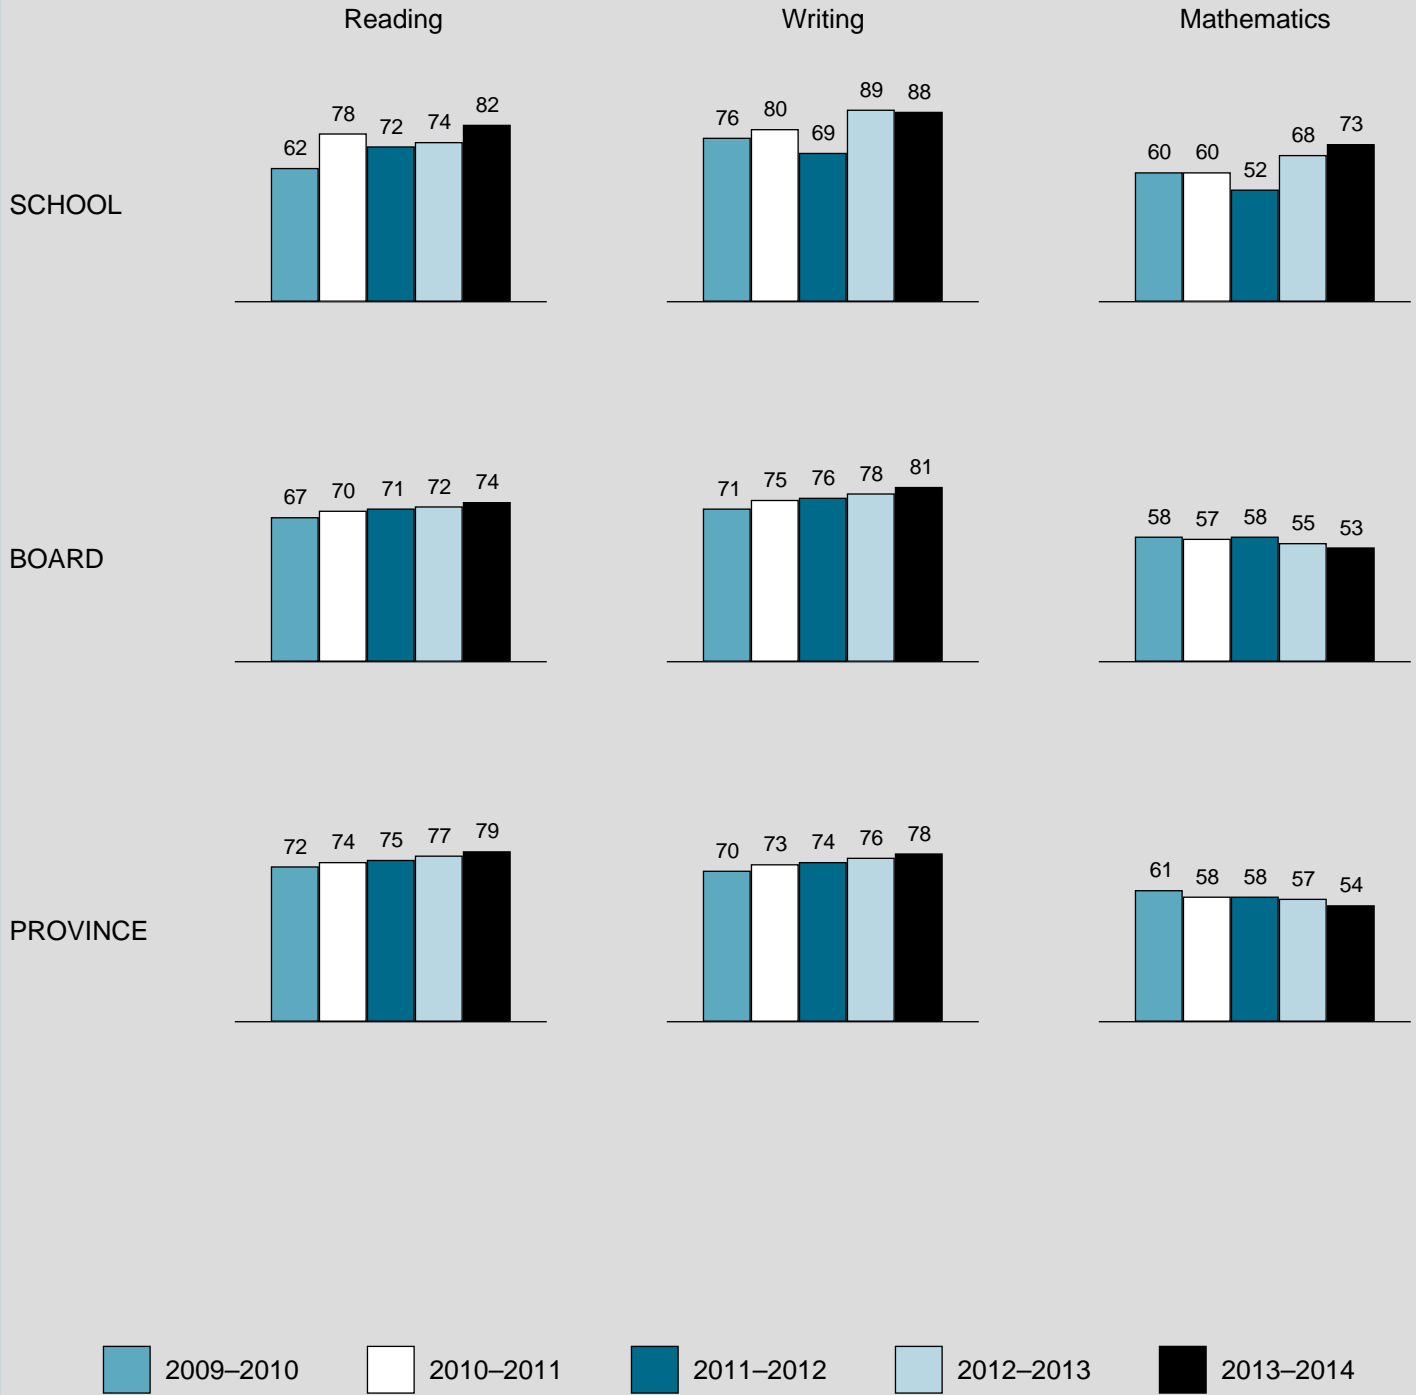 Reading Writing Mathematics
SCHOOL
62 78 72 74 82
76 80 69 89 88
60 60 52 68 73
BOARD
67 70 71 72 74
71 75 76 78 81
58 57 58 55 53
PROVINCE
72 74 75 77 79
70 73 74 76 78
61 58 58 57 54
2009–2010 2010–2011 2011–2012 2012–2013 2013–2014